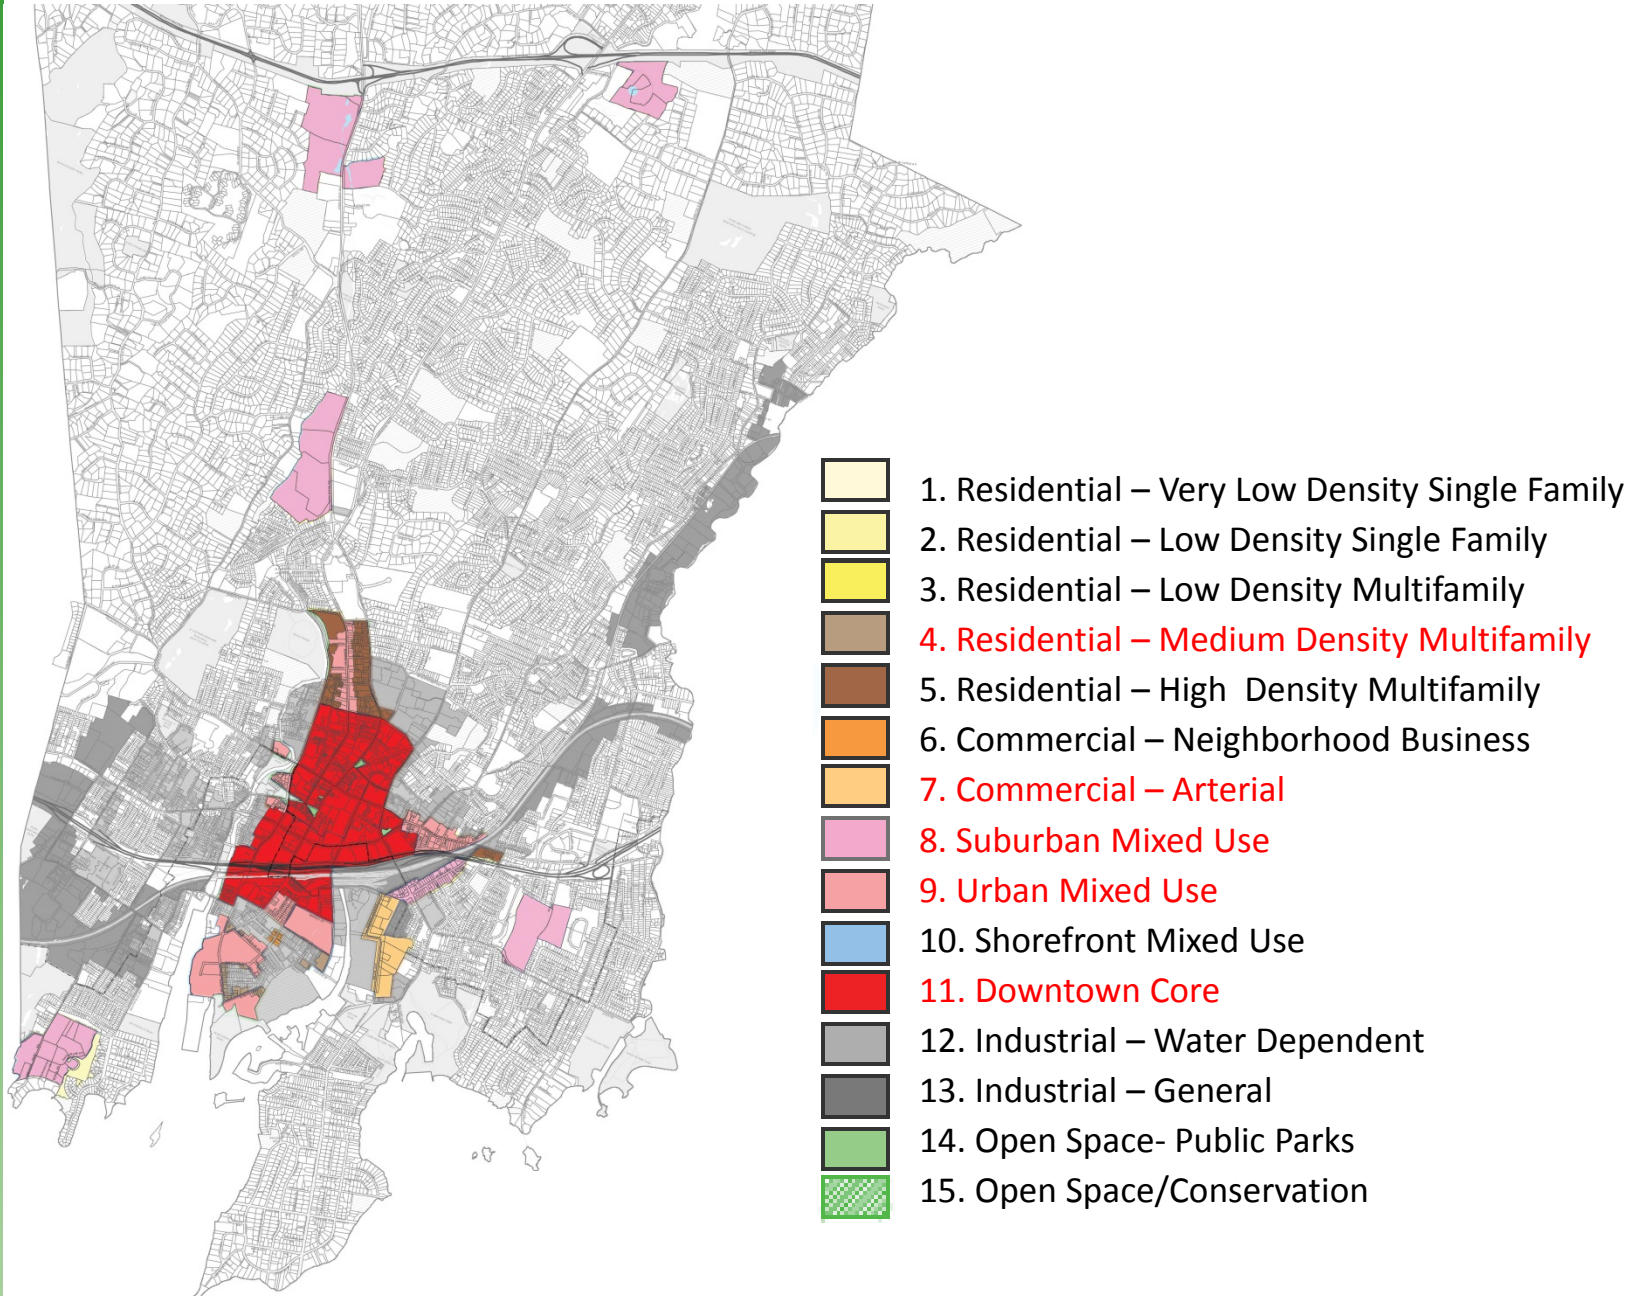 1. Residential – Very Low Density Single Family
2. Residential – Low Density Single Family
3. Residential – Low Density Multifamily
4. Residential – Medium Density Multifamily
5. Residential – High  Density Multifamily
6. Commercial – Neighborhood Business
7. Commercial – Arterial
8. Suburban Mixed Use
9. Urban Mixed Use
10. Shorefront Mixed Use
11. Downtown Core
12. Industrial – Water Dependent
13. Industrial – General
14. Open Space- Public Parks
15. Open Space/Conservation